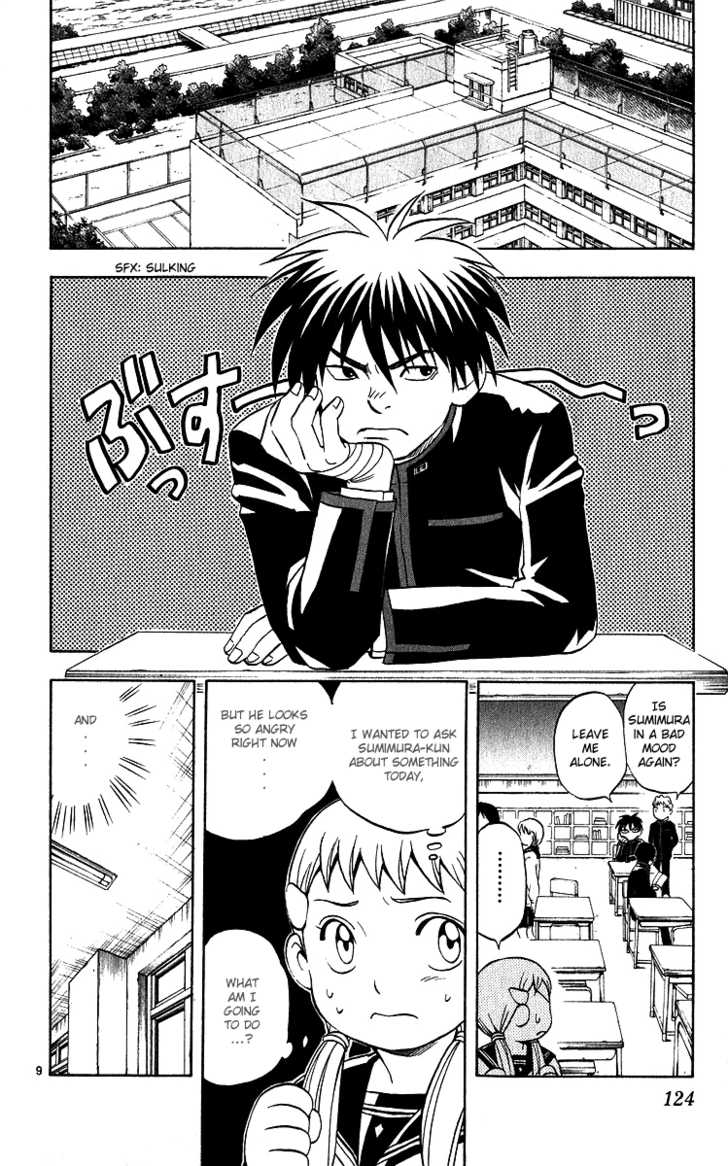 SFX: SULKING
ぶすーっ
っ
IS
SUMIMURA
IN A BAD
MOOD
AGAIN?
LEAVE
ME
ALONE.
..........
I WANTED TO ASK
SUMIMURA-KUN
ABOUT SOMETHING
TODAY,
BUT HE LOOKS
SO ANGRY
RIGHT NOW
...
WHAT
AM I
GOING
TO DO
...?
AND
...
9
124